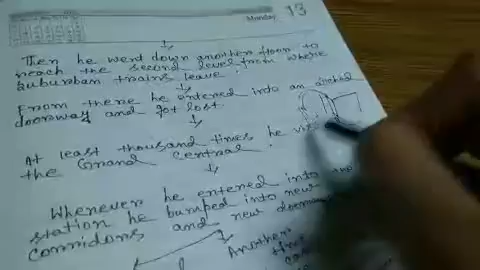 Monday 13
Then he went down another floor to
reach the second level from where
suburban trains leave.
From there he entered into an arched
doorway and got lost.
At least thousand times he
the Grand Central.
Whenever he entered into the
station he bumped into new
corridors and new
Another